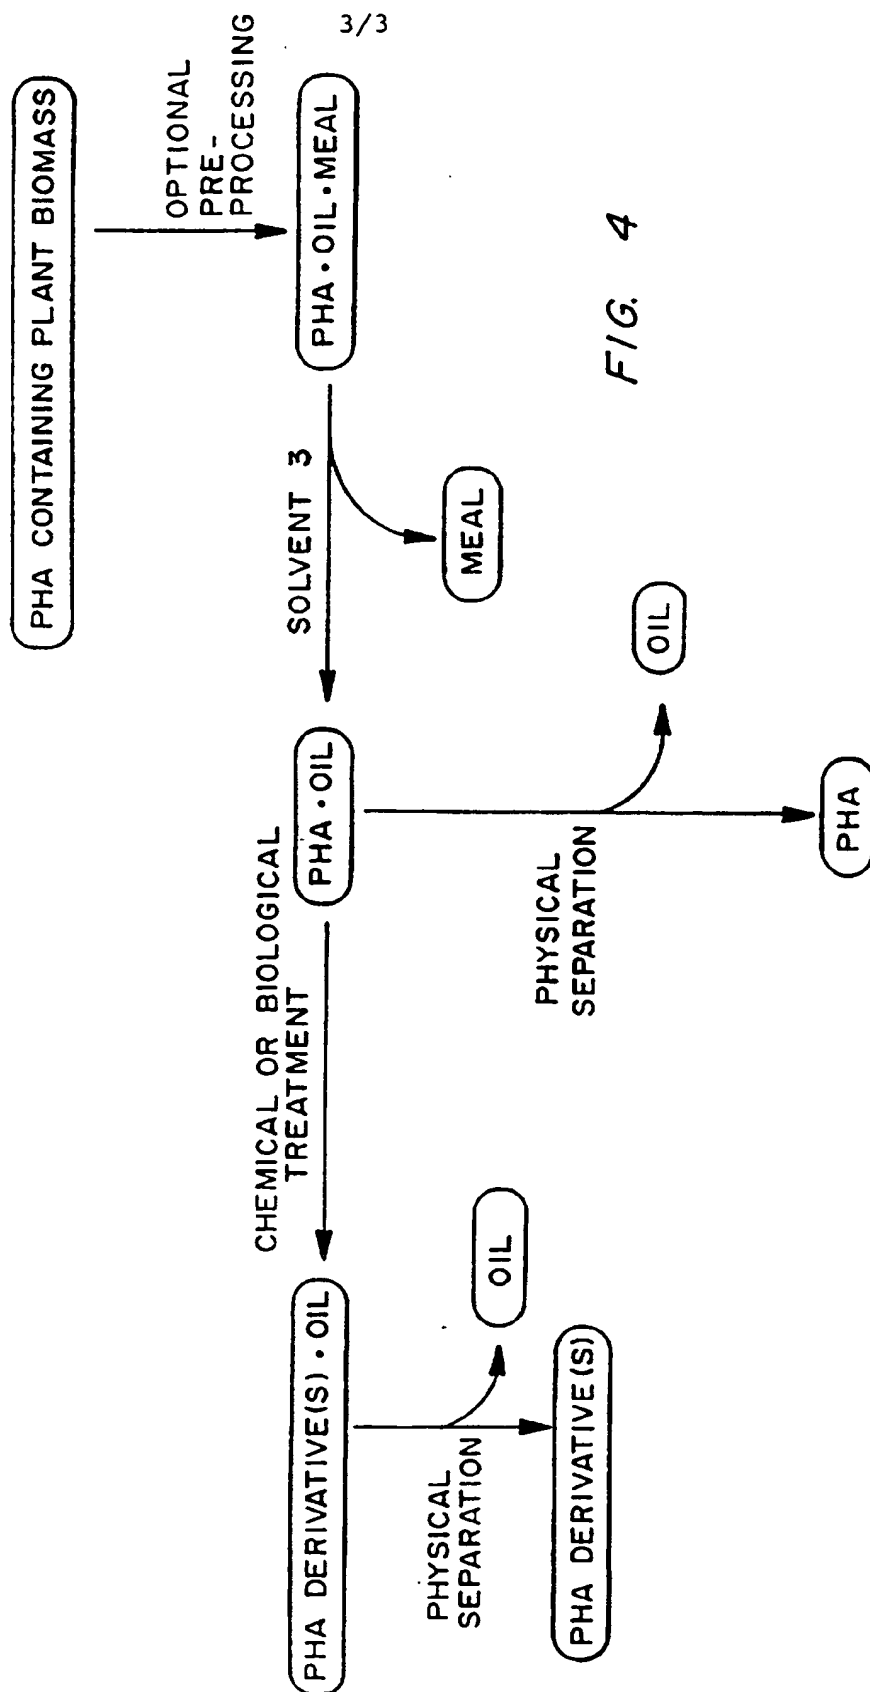 3/3
PHA CONTAINING PLANT BIOMASS
OPTIONAL
PRE-
PROCESSING
PHA • OIL • MEAL
SOLVENT 3
MEAL
PHA • OIL
CHEMICAL OR BIOLOGICAL
TREATMENT
PHYSICAL
SEPARATION
OIL
PHA
PHA DERIVATIVE(S) • OIL
PHYSICAL
SEPARATION
OIL
PHA DERIVATIVE(S)
FIG. 4